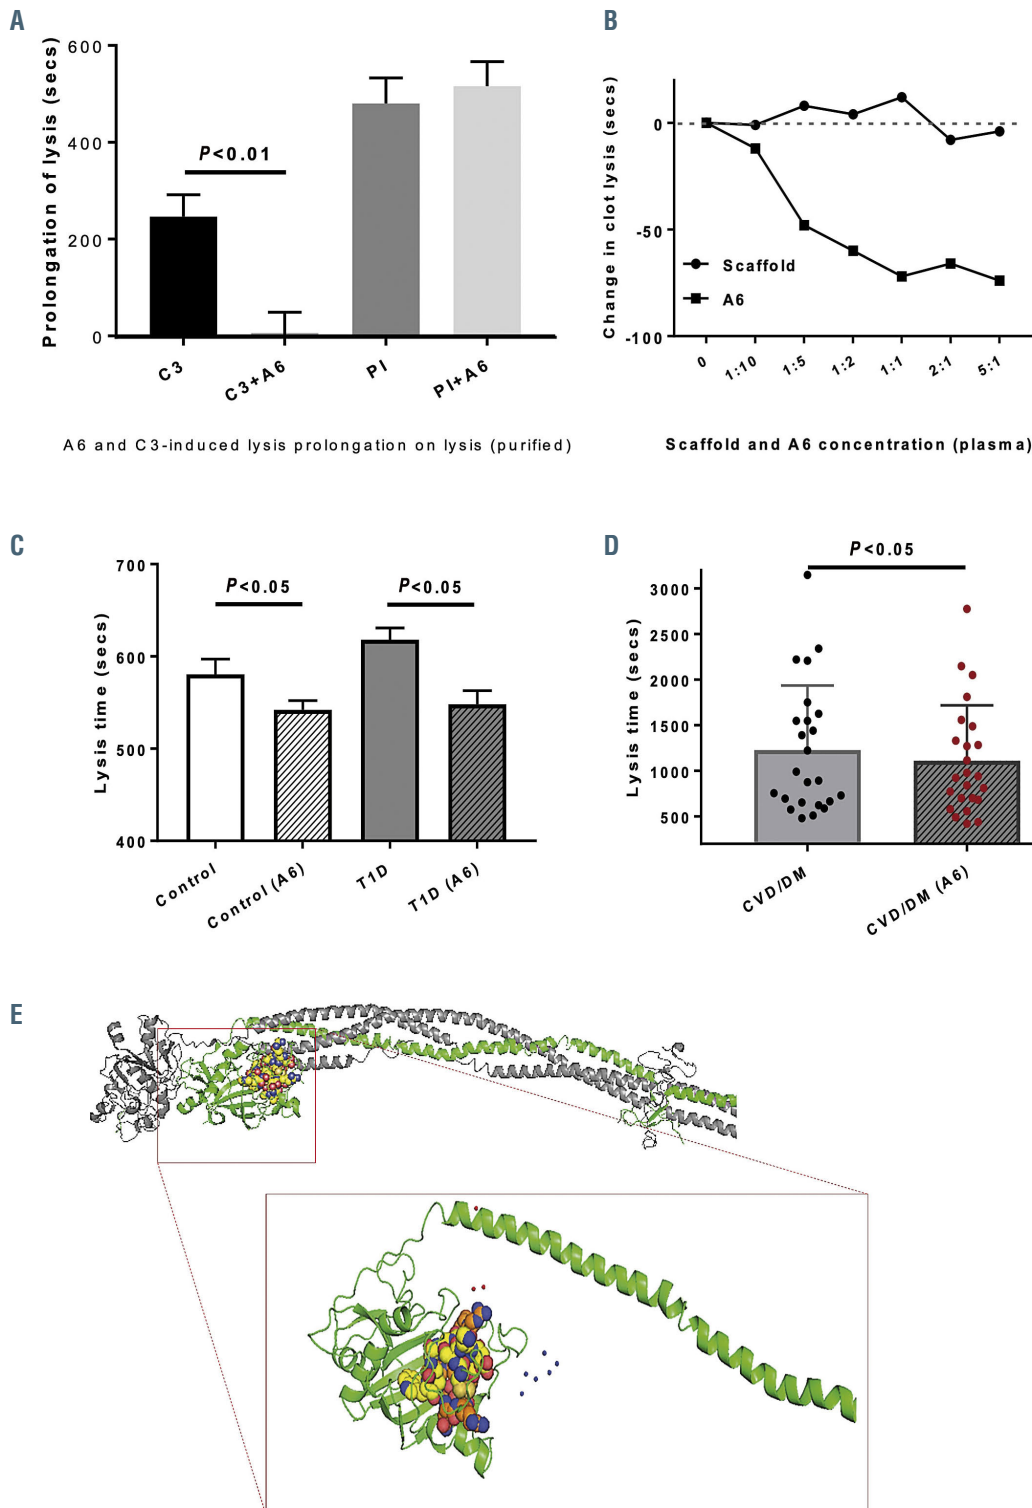 A
Prolongation of lysis (secs)
600
400
200
0
P<0.01
C3
C3+A6
PI
PI+A6
A6 and C3-induced lysis prolongation on lysis (purified)
B
Change in clot lysis (secs)
0
-50
-100
Scaffold
A6
0
1:10
1:5
1:2
1:1
2:1
5:1
Scaffold and A6 concentration (plasma)
C
Lysis time (secs)
700
600
500
400
P<0.05
P<0.05
Control
Control (A6)
T1D
T1D (A6)
D
Lysis time (secs)
3000
2500
2000
1500
1000
500
P<0.05
CVD/DM
CVD/DM (A6)
E